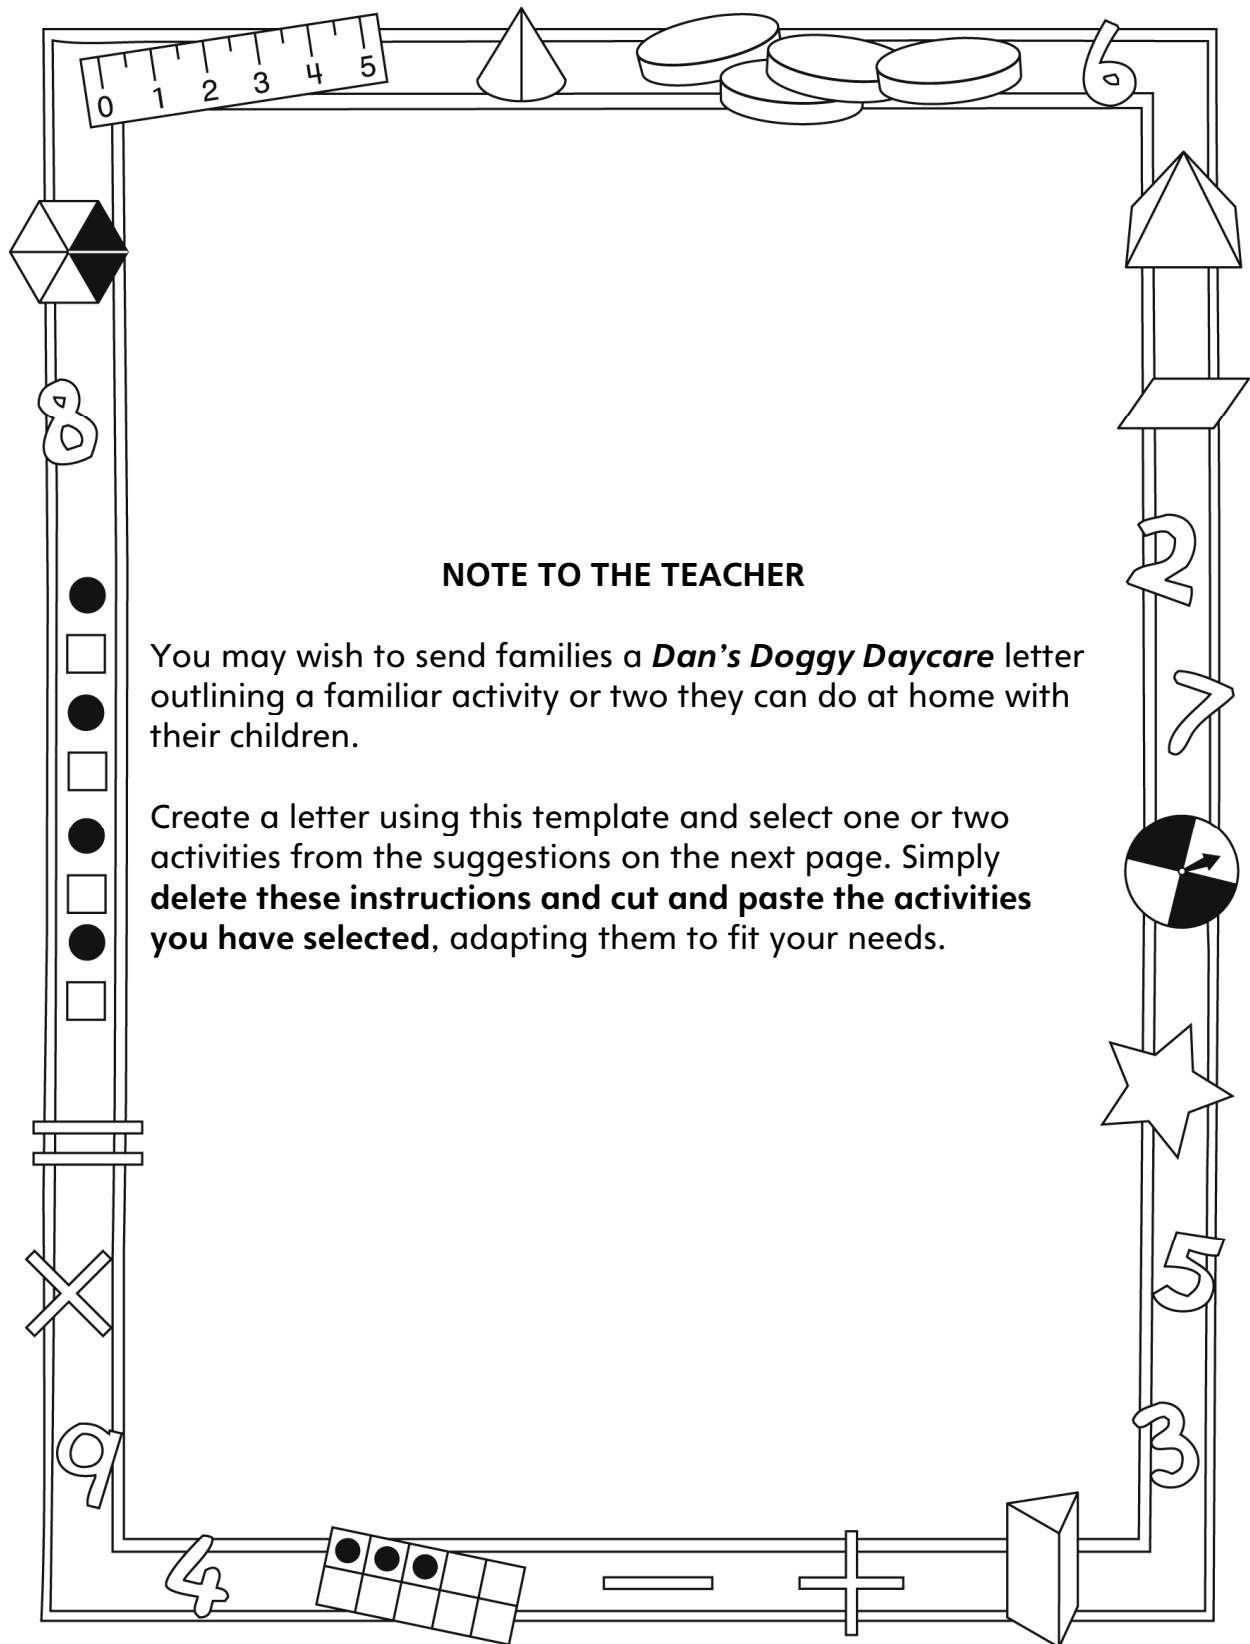 0 1 2 3 4 5
6
8
2
NOTE TO THE TEACHER
You may wish to send families a Dan’s Doggy Daycare letter
outlining a familiar activity or two they can do at home with
their children.
7
Create a letter using this template and select one or two
activities from the suggestions on the next page. Simply
delete these instructions and cut and paste the activities
you have selected, adapting them to fit your needs.
=
×
5
9
3
4
− +